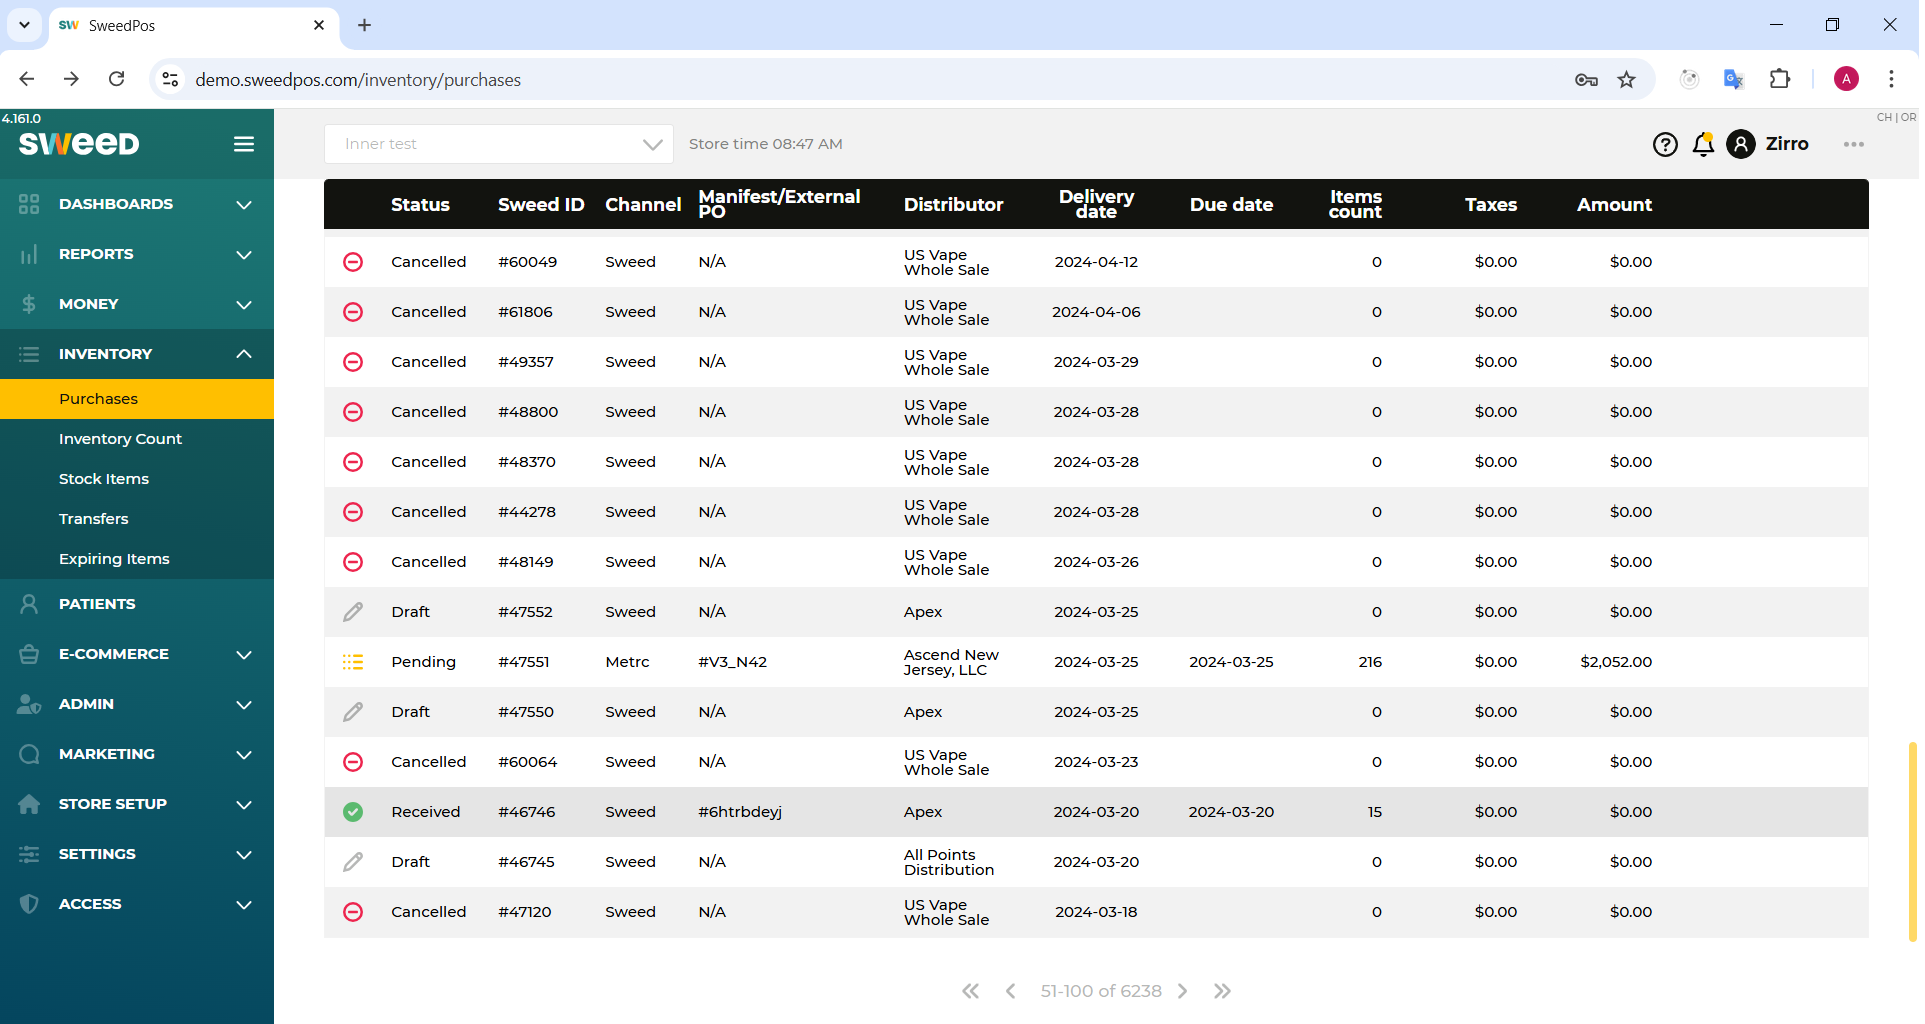 SW SweedPos
demo.sweedpos.com/inventory/purchases
A
4.161.0
SWEED
Inner test
Store time 08:47 AM
CH | OR
Zirro
DASHBOARDS
REPORTS
MONEY
INVENTORY
Purchases
Inventory Count
Stock Items
Transfers
Expiring Items
PATIENTS
E-COMMERCE
ADMIN
MARKETING
STORE SETUP
SETTINGS
ACCESS
Status Sweed ID Channel Manifest/External PO Distributor Delivery date Due date Items count Taxes Amount
Cancelled #60049 Sweed N/A US Vape Whole Sale 2024-04-12 0 $0.00 $0.00
Cancelled #61806 Sweed N/A US Vape Whole Sale 2024-04-06 0 $0.00 $0.00
Cancelled #49357 Sweed N/A US Vape Whole Sale 2024-03-29 0 $0.00 $0.00
Cancelled #48800 Sweed N/A US Vape Whole Sale 2024-03-28 0 $0.00 $0.00
Cancelled #48370 Sweed N/A US Vape Whole Sale 2024-03-28 0 $0.00 $0.00
Cancelled #44278 Sweed N/A US Vape Whole Sale 2024-03-28 0 $0.00 $0.00
Cancelled #48149 Sweed N/A US Vape Whole Sale 2024-03-26 0 $0.00 $0.00
Draft #47552 Sweed N/A Apex 2024-03-25 0 $0.00 $0.00
Pending #47551 Metrc #V3_N42 Ascend New Jersey, LLC 2024-03-25 2024-03-25 216 $0.00 $2,052.00
Draft #47550 Sweed N/A Apex 2024-03-25 0 $0.00 $0.00
Cancelled #60064 Sweed N/A US Vape Whole Sale 2024-03-23 0 $0.00 $0.00
Received #46746 Sweed #6htrbdeyj Apex 2024-03-20 2024-03-20 15 $0.00 $0.00
Draft #46745 Sweed N/A All Points Distribution 2024-03-20 0 $0.00 $0.00
Cancelled #47120 Sweed N/A US Vape Whole Sale 2024-03-18 0 $0.00 $0.00
51-100 of 6238